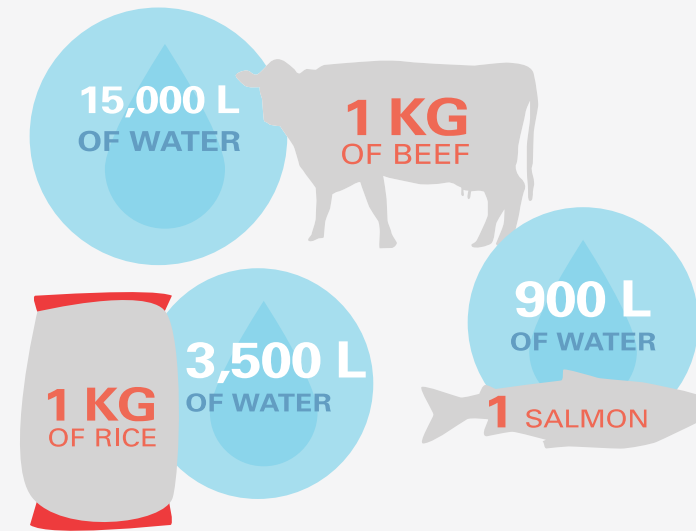 15,000 L
OF WATER
1 KG
OF BEEF
900 L
OF WATER
1 SALMON
3,500 L
OF WATER
1 KG
OF RICE